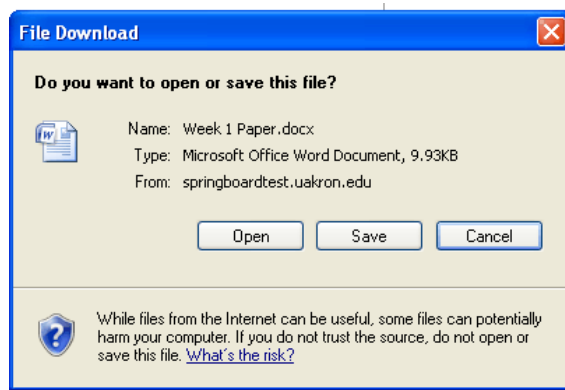 File Download
Do you want to open or save this file?
Name: Week 1 Paper.docx
Type: Microsoft Office Word Document, 9.93KB
From: springboardtest.uakron.edu
Open Save Cancel
While files from the Internet can be useful, some files can potentially
harm your computer. If you do not trust the source, do not open or
save this file. What's the risk?